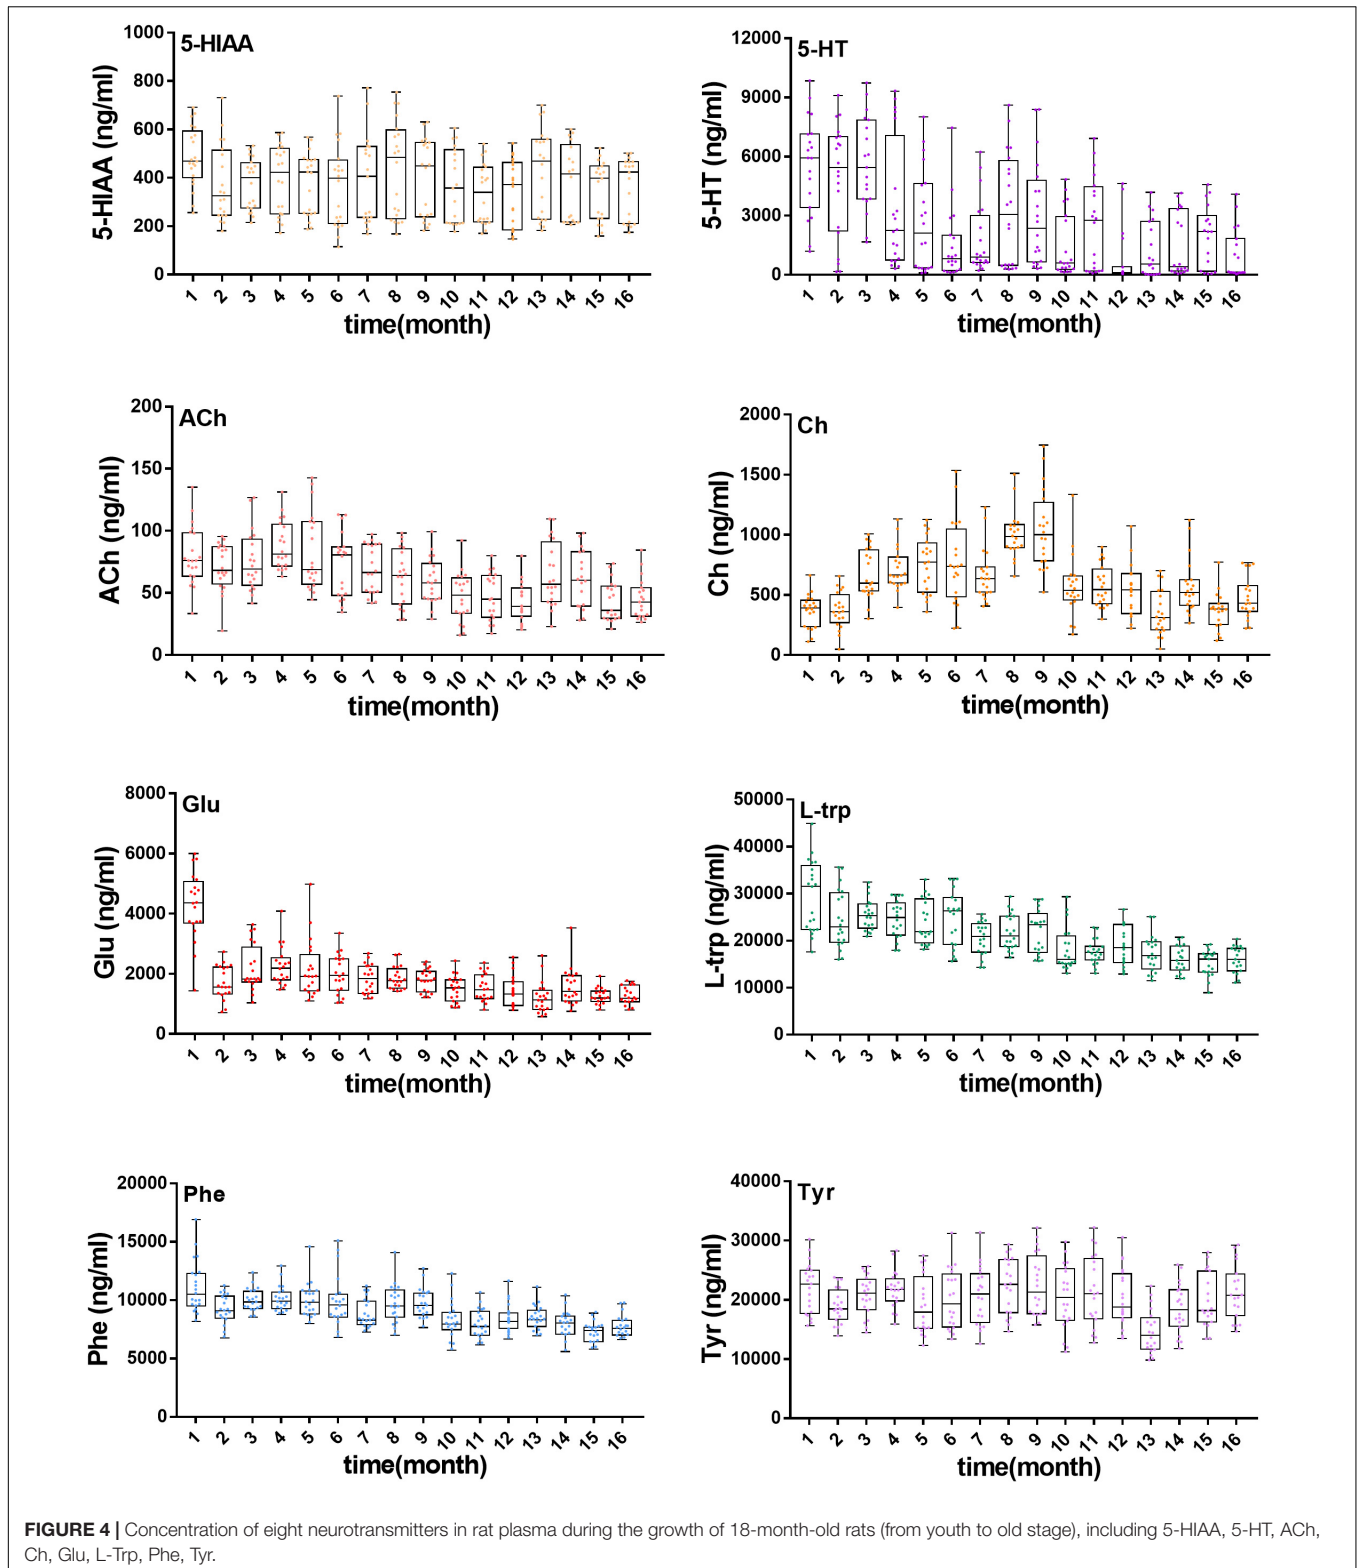 5-HIAA
5-HIAA (ng/ml)
1000
800
600
400
200
0
1 2 3 4 5 6 7 8 9 10 11 12 13 14 15 16
time(month)
5-HT
5-HT (ng/ml)
12000
9000
6000
3000
0
1 2 3 4 5 6 7 8 9 10 11 12 13 14 15 16
time(month)
ACh
ACh (ng/ml)
200
150
100
50
0
1 2 3 4 5 6 7 8 9 10 11 12 13 14 15 16
time(month)
Ch
Ch (ng/ml)
2000
1500
1000
500
0
1 2 3 4 5 6 7 8 9 10 11 12 13 14 15 16
time(month)
Glu
Glu (ng/ml)
8000
6000
4000
2000
0
1 2 3 4 5 6 7 8 9 10 11 12 13 14 15 16
time(month)
L-trp
L-trp (ng/ml)
50000
40000
30000
20000
10000
0
1 2 3 4 5 6 7 8 9 10 11 12 13 14 15 16
time(month)
Phe
Phe (ng/ml)
20000
15000
10000
5000
0
1 2 3 4 5 6 7 8 9 10 11 12 13 14 15 16
time(month)
Tyr
Tyr (ng/ml)
40000
30000
20000
10000
0
1 2 3 4 5 6 7 8 9 10 11 12 13 14 15 16
time(month)
FIGURE 4 | Concentration of eight neurotransmitters in rat plasma during the growth of 18-month-old rats (from youth to old stage), including 5-HIAA, 5-HT, ACh,
Ch, Glu, L-Trp, Phe, Tyr.